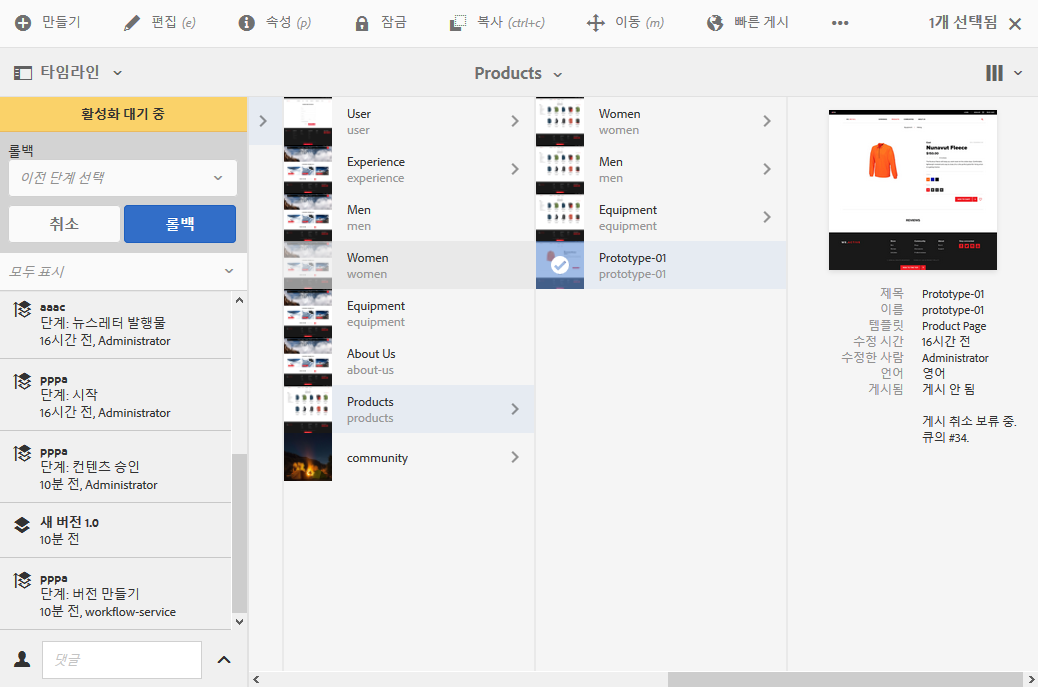 만들기
편집 (e)
속성 (p)
잠금
복사 (ctrl+c)
이동 (m)
빠른 게시
1개 선택됨
타임라인
Products
활성화 대기 중
롤백
이전 단계 선택
취소
롤백
모두 표시
aaac
단계: 뉴스레터 발행물
16시간 전, Administrator
pppa
단계: 시작
16시간 전, Administrator
pppa
단계: 컨텐츠 승인
10분 전, Administrator
새 버전 1.0
10분 전
pppa
단계: 버전 만들기
10분 전, workflow-service
댓글
User
user
Experience
experience
Men
men
Women
women
Equipment
equipment
About Us
about-us
Products
products
community
Women
women
Men
men
Equipment
equipment
Prototype-01
prototype-01
Nunavut Fleece
제목 Prototype-01
이름 prototype-01
템플릿 Product Page
수정 시간 16시간 전
수정한 사람 Administrator
언어 영어
게시됨 게시 안 됨
게시 취소 보류 중.
큐의 #34.